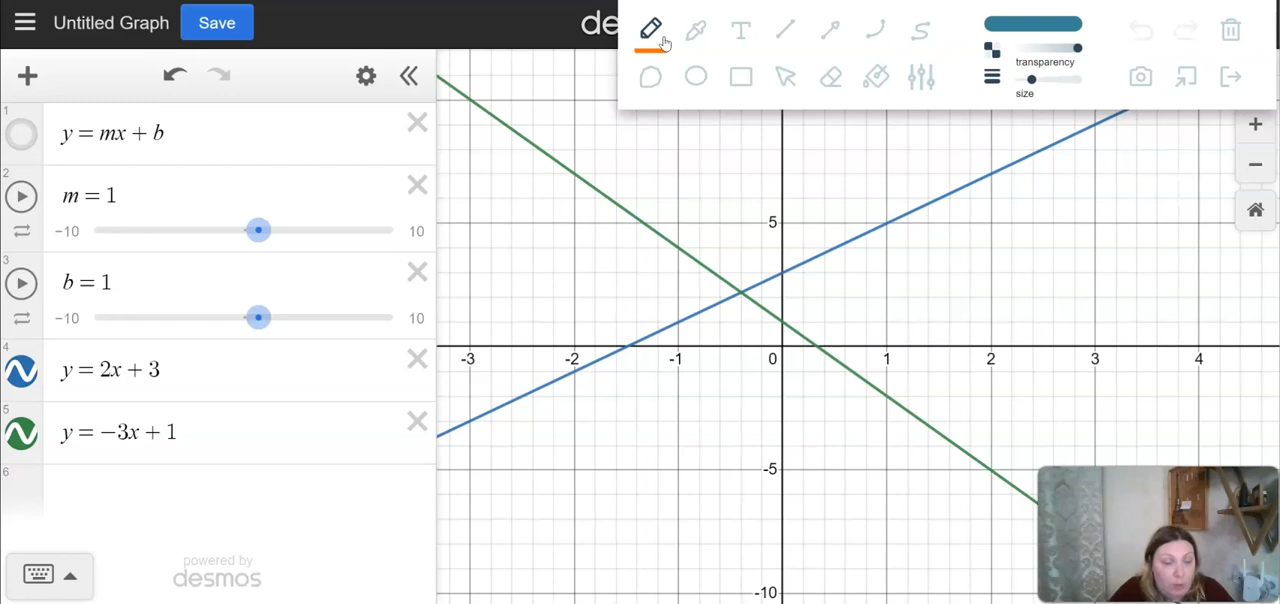 Untitled Graph
Save
des
transparency
size
1
y = mx + b
2
m = 1
-10
10
3
b = 1
-10
10
4
y = 2x + 3
5
y = −3x + 1
6
powered by
desmos
5
-3
-2
-1
0
1
2
3
4
-5
-10